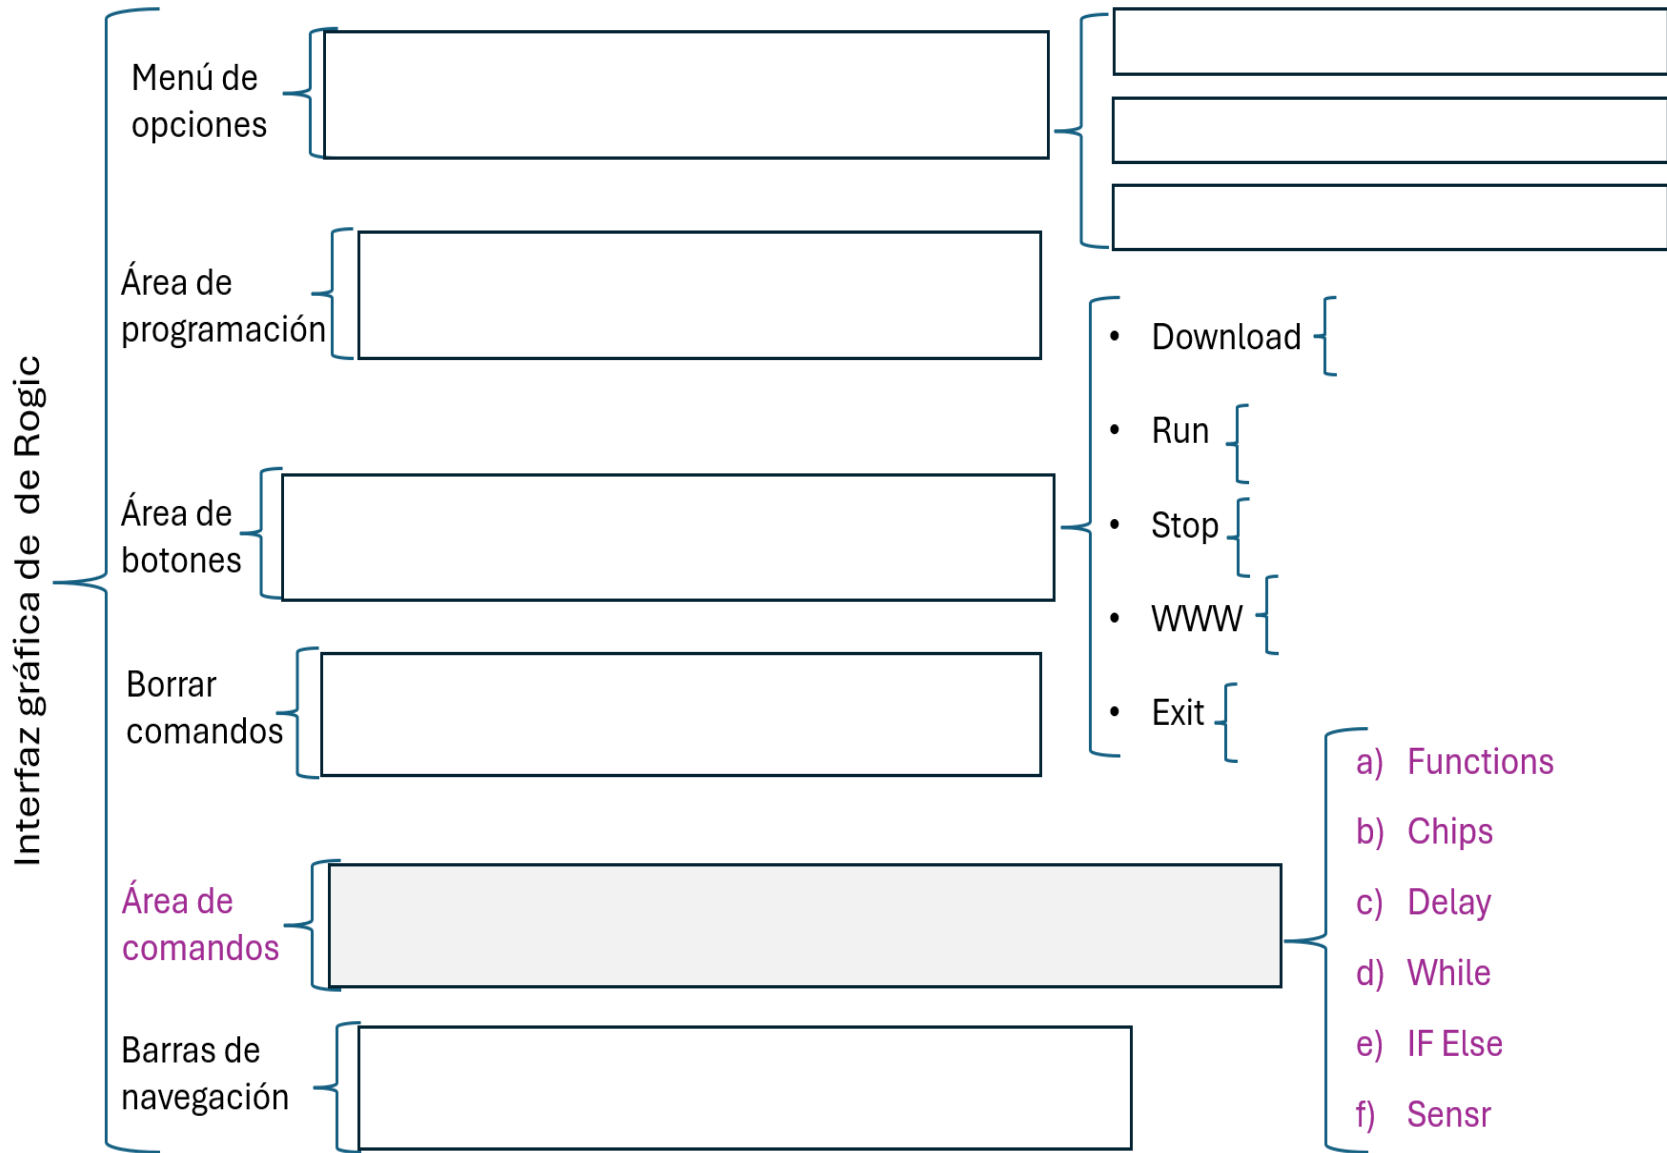 Interfaz gráfica de  de Rogic
Menú de
opciones
Área de
programación
Área de
botones
• Download
• Run
• Stop
• WWW
• Exit
Borrar
comandos
Área de
comandos
a) Functions
b) Chips
c) Delay
d) While
e) IF Else
f) Sensr
Barras de
navegación